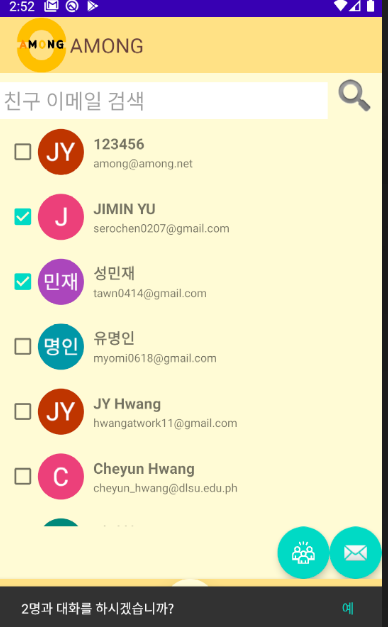 2:52
AMONG AMONG
친구 이메일 검색
JY 123456
among@among.net
J JIMIN YU
serochen0207@gmail.com
민재 성민재
tawn0414@gmail.com
명인 유명인
myomi0618@gmail.com
JY JY Hwang
hwangatwork11@gmail.com
C Cheyun Hwang
cheyun_hwang@dlsu.edu.ph
2명과 대화를 하시겠습니까? 예